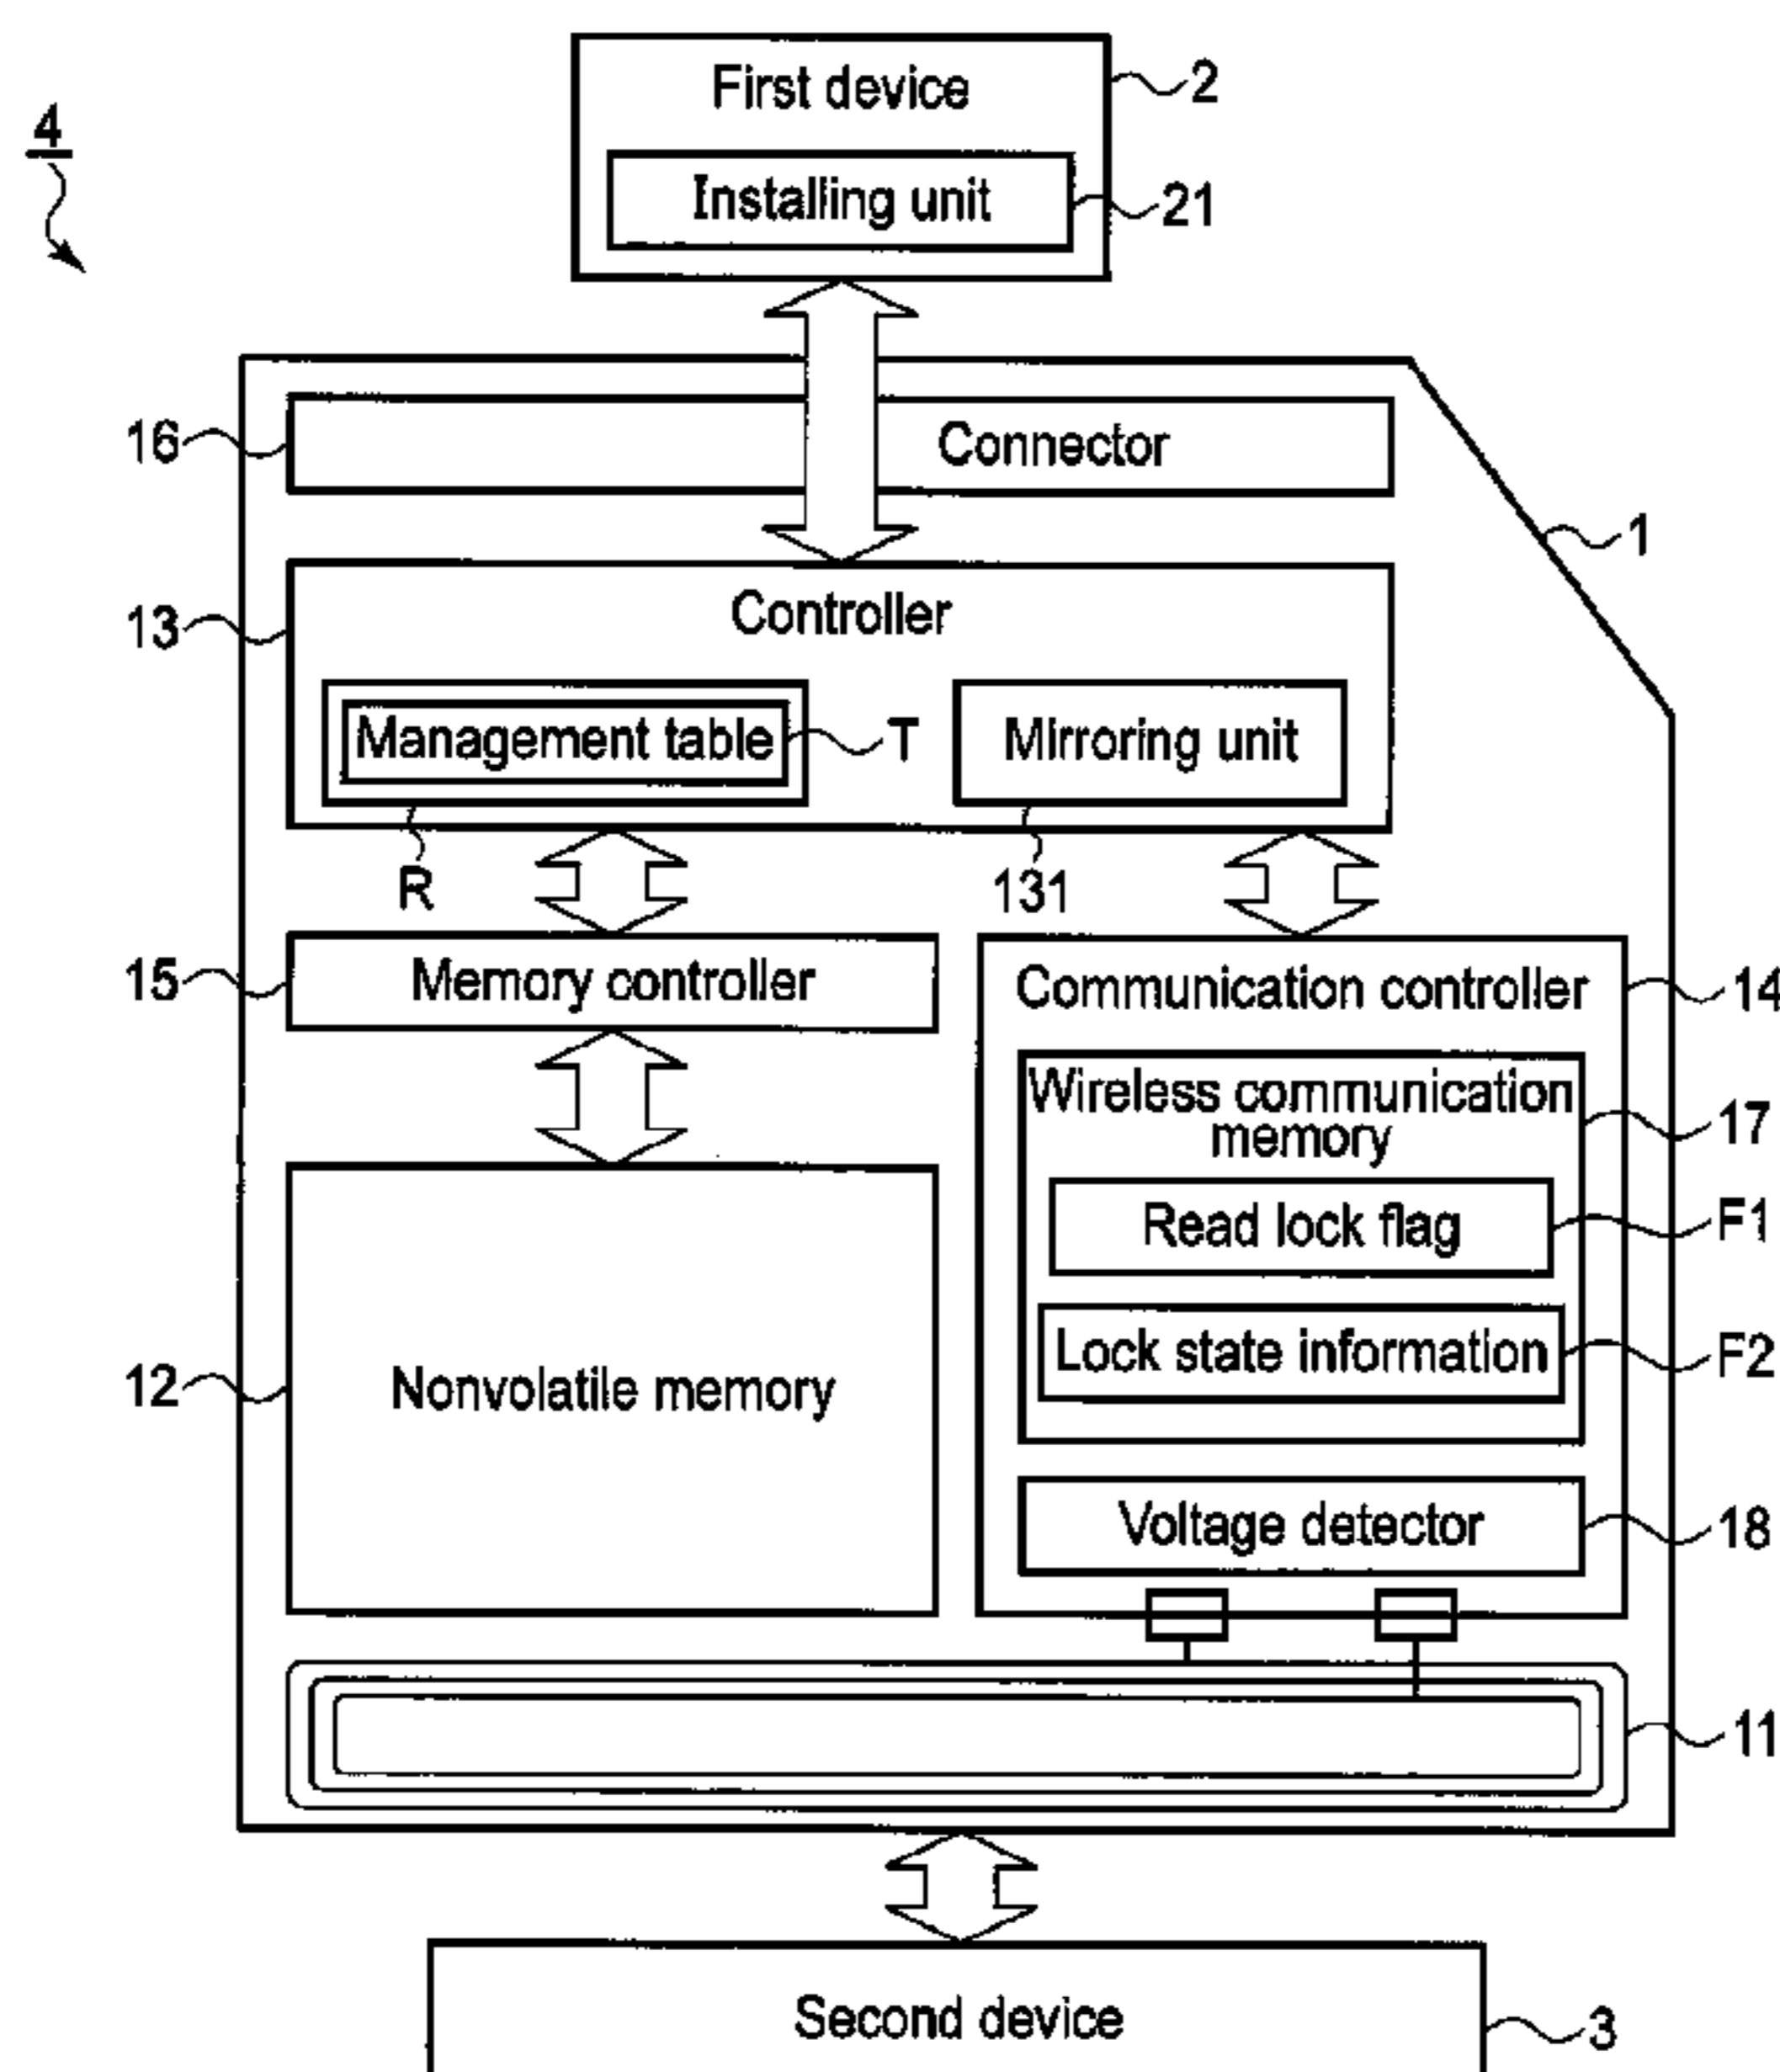 First device
2
4
Installing unit
21
16
Connector
1
13
Controller
Management table
T
Mirroring unit
R
131
15
Memory controller
Communication controller
14
Wireless communication
memory
17
Read lock flag
F1
12
Nonvolatile memory
Lock state information
F2
Voltage detector
18
11
Second device
3